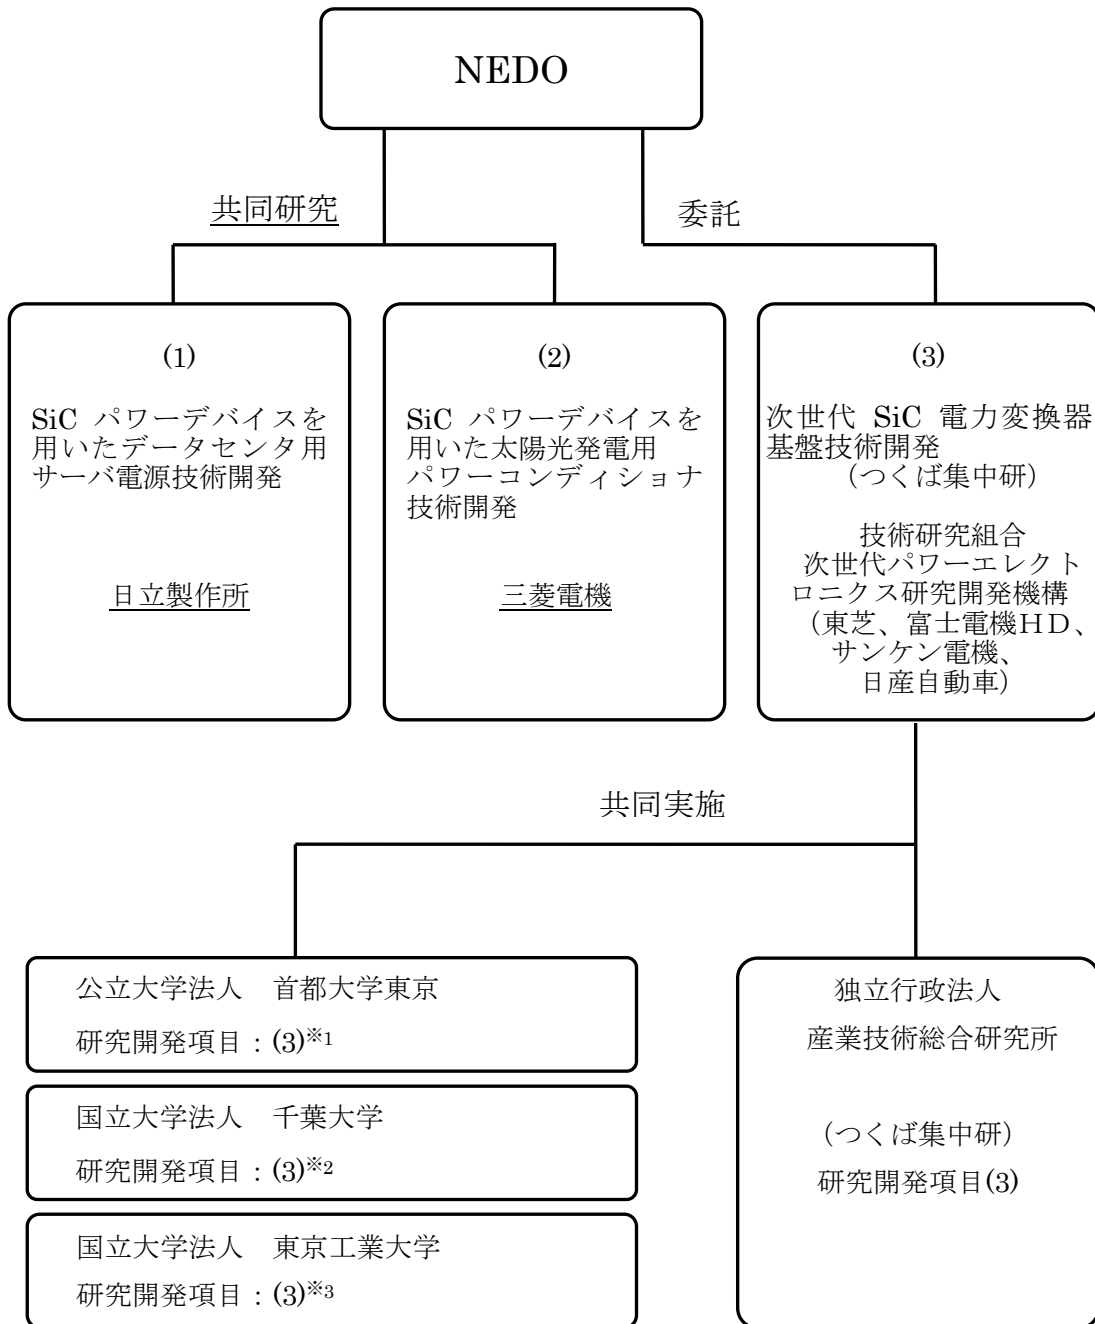 NEDO
共同研究
委託
(1)
SiC パワーデバイスを
用いたデータセンタ用
サーバ電源技術開発
日立製作所
(2)
SiC パワーデバイスを
用いた太陽光発電用
パワーコンディショナ
技術開発
三菱電機
(3)
次世代 SiC 電力変換器
基盤技術開発
（つくば集中研）
技術研究組合
次世代パワーエレクト
ロニクス研究開発機構
（東芝、富士電機ＨＤ、
サンケン電機、
日産自動車）
共同実施
公立大学法人　首都大学東京
研究開発項目：(3)※1
国立大学法人　千葉大学
研究開発項目：(3)※2
国立大学法人　東京工業大学
研究開発項目：(3)※3
独立行政法人
産業技術総合研究所
（つくば集中研）
研究開発項目(3)